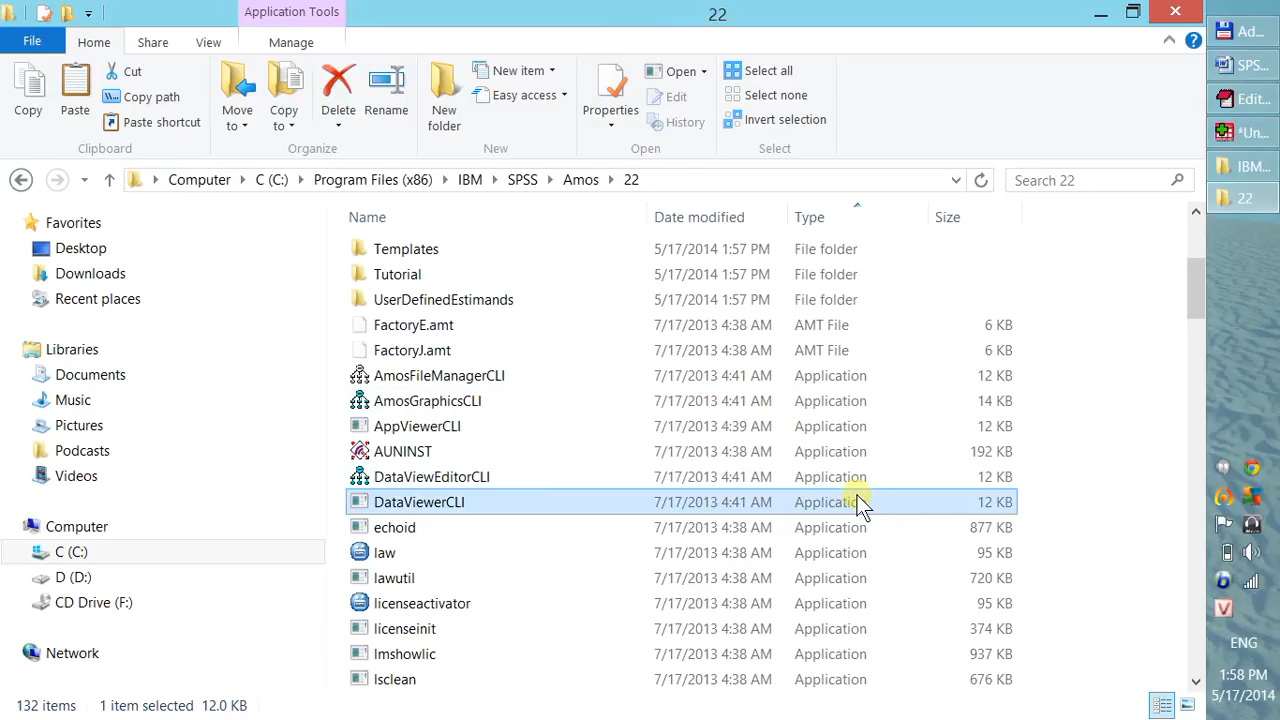 Application Tools
22
File
Home
Share
View
Manage
Copy
Paste
Cut
Copy path
Paste shortcut
Clipboard
Move to
Copy to
Delete
Rename
Organize
New folder
New item
Easy access
New
Properties
Open
Edit
History
Open
Select all
Select none
Invert selection
Select
Computer
C (C:)
Program Files (x86)
IBM
SPSS
Amos
22
Search 22
Favorites
Desktop
Downloads
Recent places
Libraries
Documents
Music
Pictures
Podcasts
Videos
Computer
C (C:)
D (D:)
CD Drive (F:)
Network
Name Date modified Type Size
Templates 5/17/2014 1:57 PM File folder
Tutorial 5/17/2014 1:57 PM File folder
UserDefinedEstimands 5/17/2014 1:57 PM File folder
FactoryE.amt 7/17/2013 4:38 AM AMT File 6 KB
FactoryJ.amt 7/17/2013 4:38 AM AMT File 6 KB
AmosFileManagerCLI 7/17/2013 4:41 AM Application 12 KB
AmosGraphicsCLI 7/17/2013 4:41 AM Application 14 KB
AppViewerCLI 7/17/2013 4:39 AM Application 12 KB
AUNINST 7/17/2013 4:38 AM Application 192 KB
DataViewEditorCLI 7/17/2013 4:41 AM Application 12 KB
DataViewerCLI 7/17/2013 4:41 AM Application 12 KB
echoid 7/17/2013 4:38 AM Application 877 KB
law 7/17/2013 4:38 AM Application 95 KB
lawutil 7/17/2013 4:38 AM Application 720 KB
licenseactivator 7/17/2013 4:38 AM Application 95 KB
licenseinit 7/17/2013 4:38 AM Application 374 KB
lmshowlic 7/17/2013 4:38 AM Application 937 KB
lsclean 7/17/2013 4:38 AM Application 676 KB
132 items 1 item selected 12.0 KB
Ad...
SPS...
Edit...
*Un...
IBM...
22
ENG
1:58 PM
5/17/2014